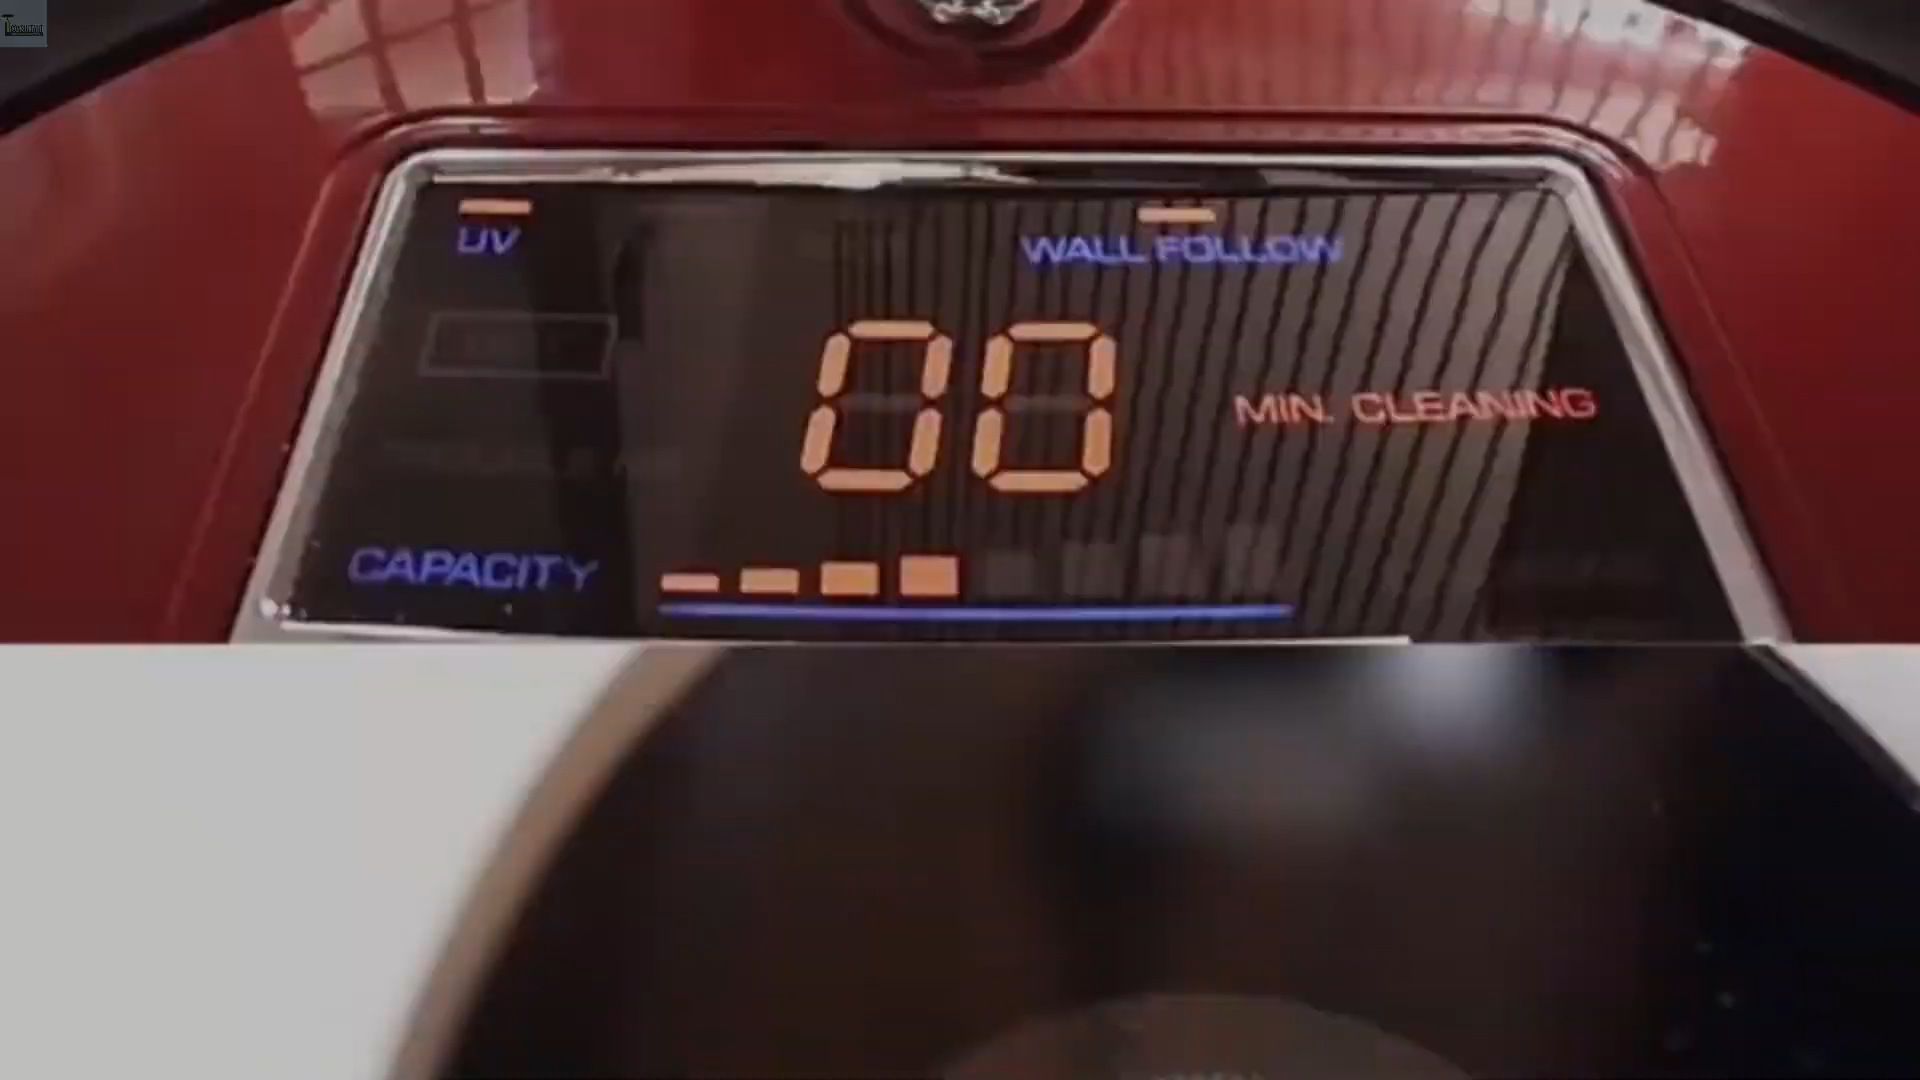 UV
WALL FOLLOW
00
MIN. CLEANING
CAPACITY